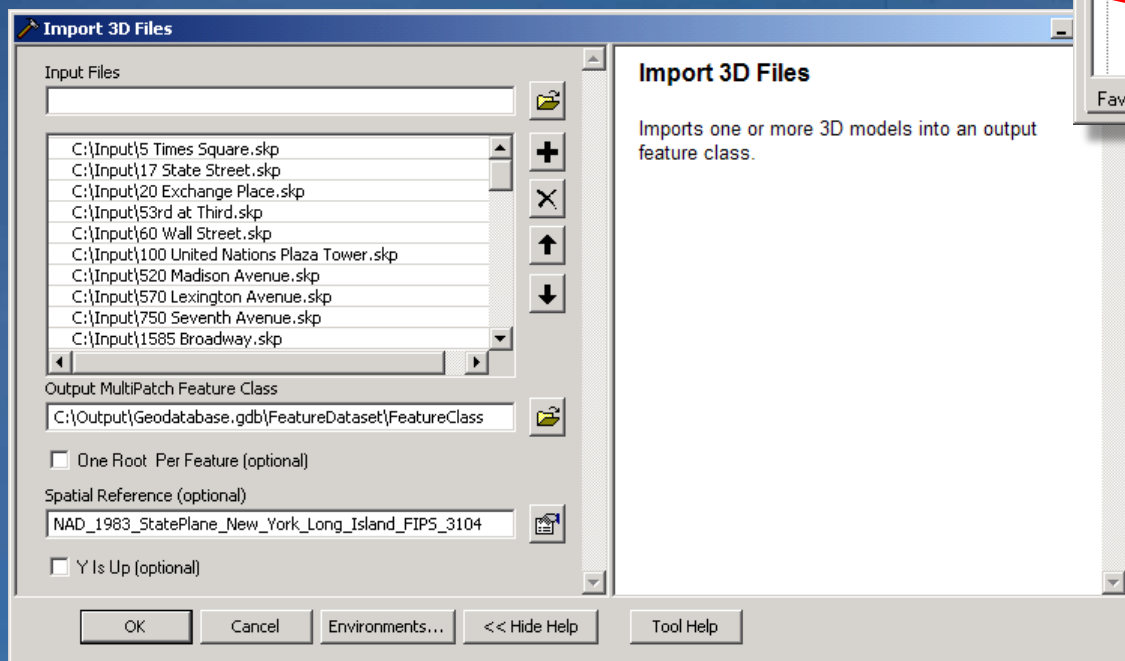 Import 3D Files
Input Files
C:\Input\5 Times Square.skp
C:\Input\17 State Street.skp
C:\Input\20 Exchange Place.skp
C:\Input\53rd at Third.skp
C:\Input\60 Wall Street.skp
C:\Input\100 United Nations Plaza Tower.skp
C:\Input\520 Madison Avenue.skp
C:\Input\570 Lexington Avenue.skp
C:\Input\750 Seventh Avenue.skp
C:\Input\1585 Broadway.skp
Output MultiPatch Feature Class
C:\Output\Geodatabase.gdb\FeatureDataset\FeatureClass
One Root Per Feature (optional)
Spatial Reference (optional)
NAD_1983_StatePlane_New_York_Long_Island_FIPS_3104
Y Is Up (optional)
OK
Cancel
Environments...
<< Hide Help
Tool Help
Import 3D Files
Imports one or more 3D models into an output
feature class.
Fav